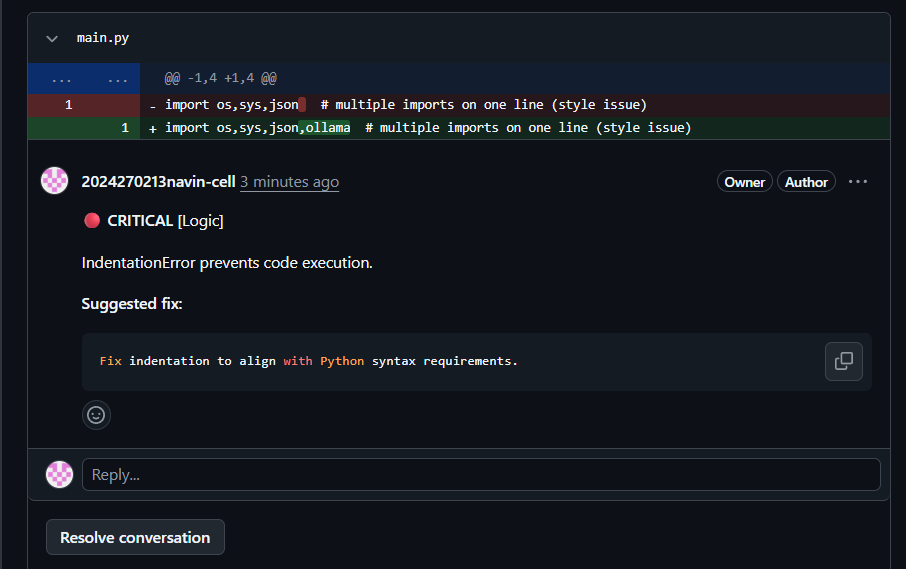 main.py
... ... @@ -1,4 +1,4 @@
1 - import os,sys,json  # multiple imports on one line (style issue)
1 + import os,sys,json,ollama  # multiple imports on one line (style issue)
2024270213navin-cell 3 minutes ago Owner Author ...
CRITICAL [Logic]
IndentationError prevents code execution.
Suggested fix:
Fix indentation to align with Python syntax requirements.
Reply...
Resolve conversation